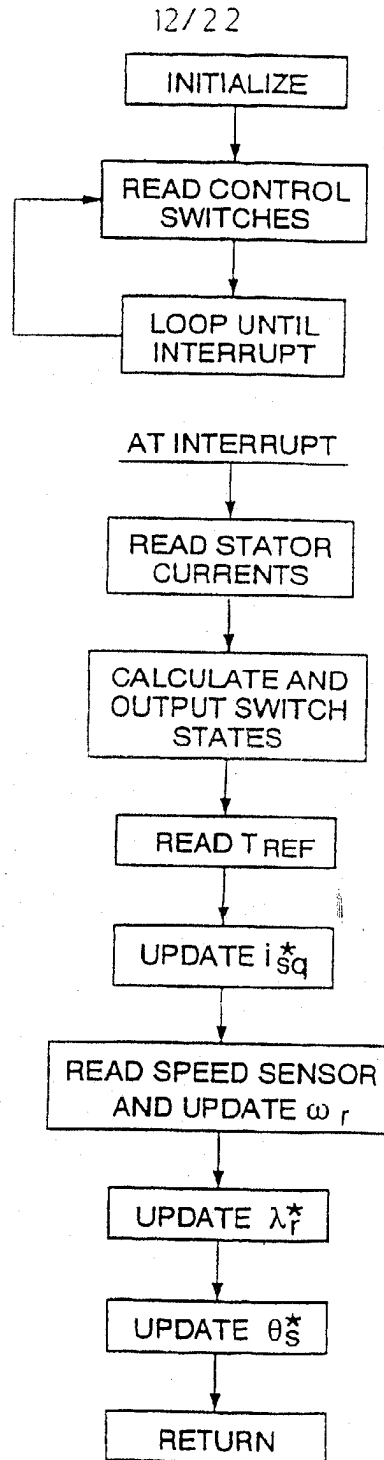 12/22
INITIALIZE
READ CONTROL
SWITCHES
LOOP UNTIL
INTERRUPT
AT INTERRUPT
READ STATOR
CURRENTS
CALCULATE AND
OUTPUT SWITCH
STATES
READ T REF
UPDATE i*sq
READ SPEED SENSOR
AND UPDATE ω r
UPDATE λ*r
UPDATE θ*s
RETURN